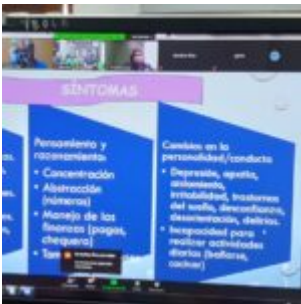 SÍNTOMAS
Pensamiento y
razonamiento:
• Concentración
• Abstracción
(números)
• Manejo de las
finanzas (pagos,
chequera)
Cambios en la
personalidad/conducta
• Depresión, apatía,
aislamiento,
irritabilidad, trastornos
del sueño, desconfianza,
desorientación, delirios.
• Incapacidad para
realizar actividades
diarias (bañarse,
cocinar)